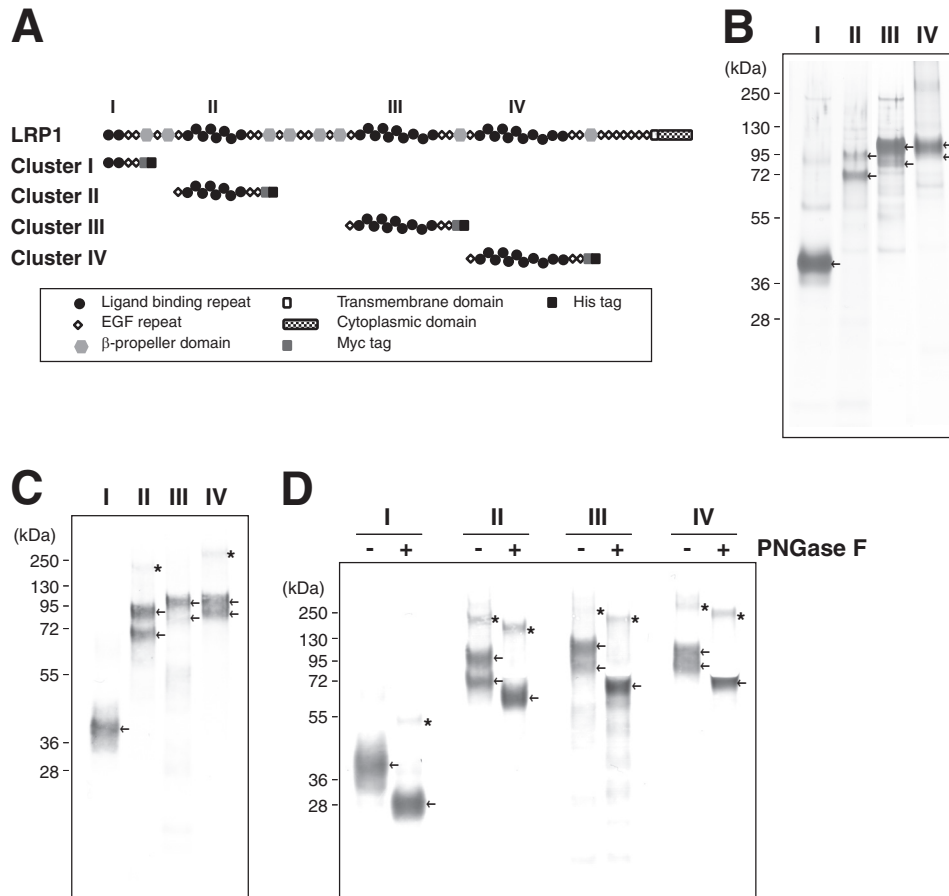 A
I II III IV
LRP1
Cluster I
Cluster II
Cluster III
Cluster IV
Ligand binding repeat
EGF repeat
β-propeller domain
Transmembrane domain
Cytoplasmic domain
Myc tag
His tag
B
I II III IV
(kDa)
250
130
95
72
55
36
28
C
I II III IV
(kDa)
250
130
95
72
55
36
28
*
*
D
I II III IV
- + - + - + - + PNGase F
(kDa)
250
130
95
72
55
36
28
*
*
*
*
*
*
*